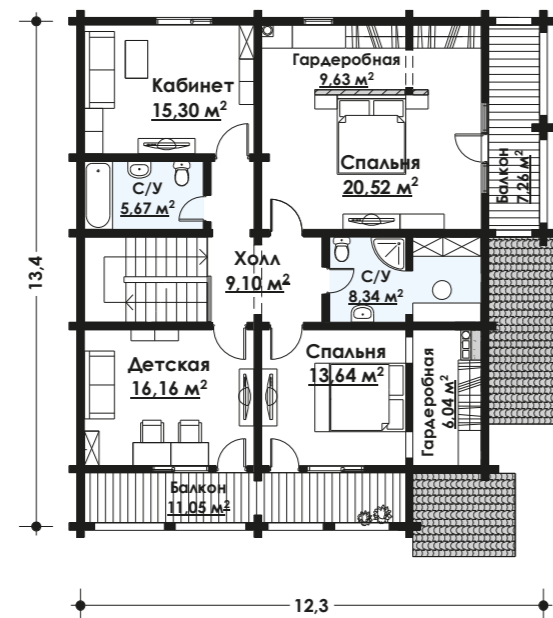 Кабинет
15,30 м²
Гардеробная
9,63 м²
С/У
5,67 м²
Спальня
20,52 м²
Балкон
7,26 м²
13,4
Холл
9,10 м²
С/У
8,34 м²
Детская
16,16 м²
Спальня
13,64 м²
Гардеробная
6,04 м²
Балкон
11,05 м²
12,3